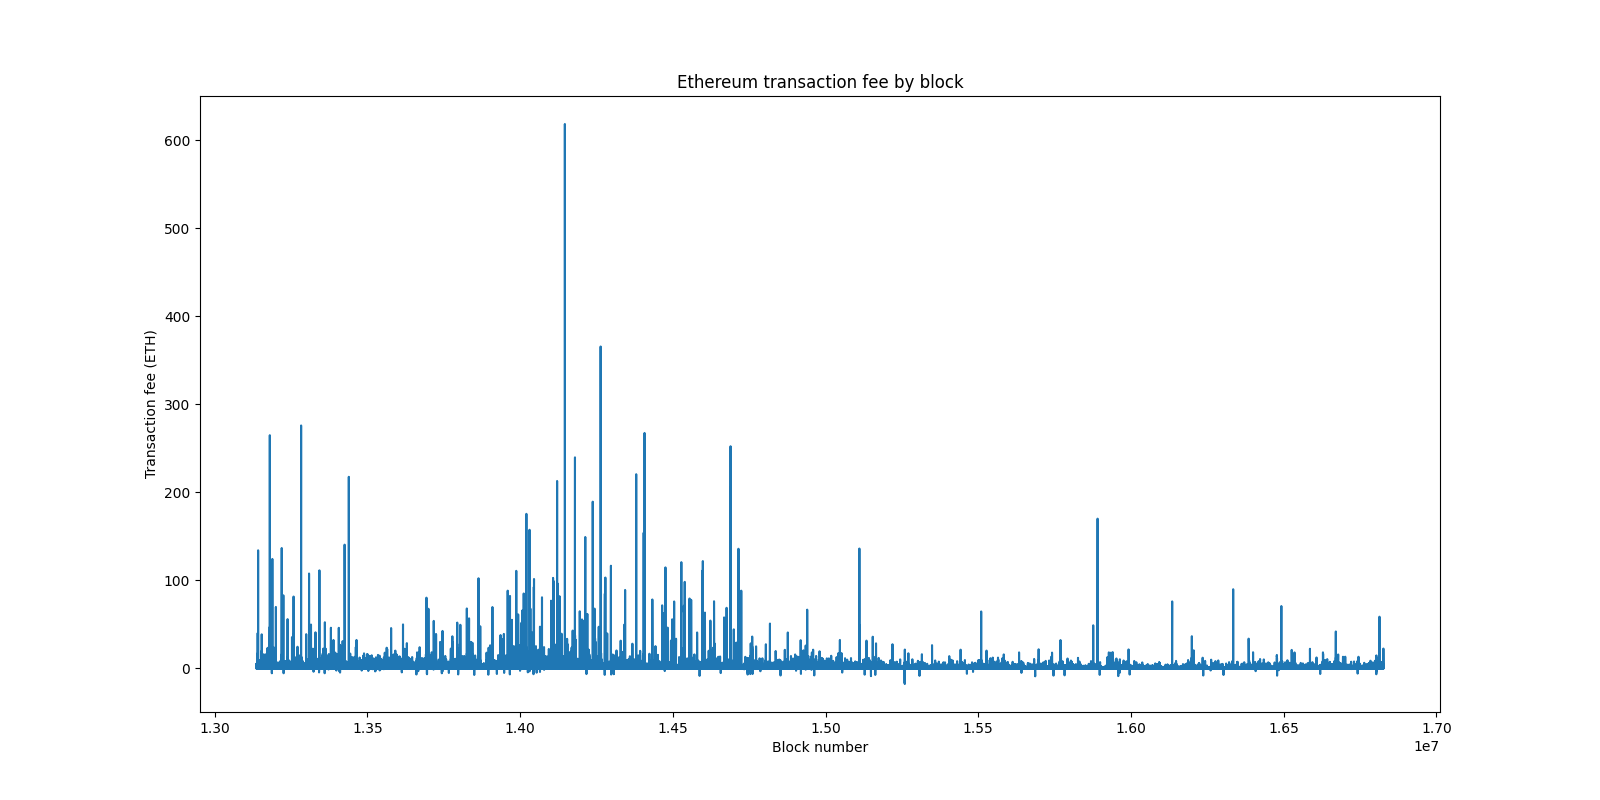 Ethereum transaction fee by block
600
500
400
300
200
100
0
Transaction fee (ETH)
1.30 1.35 1.40 1.45 1.50 1.55 1.60 1.65 1.70
1e7
Block number